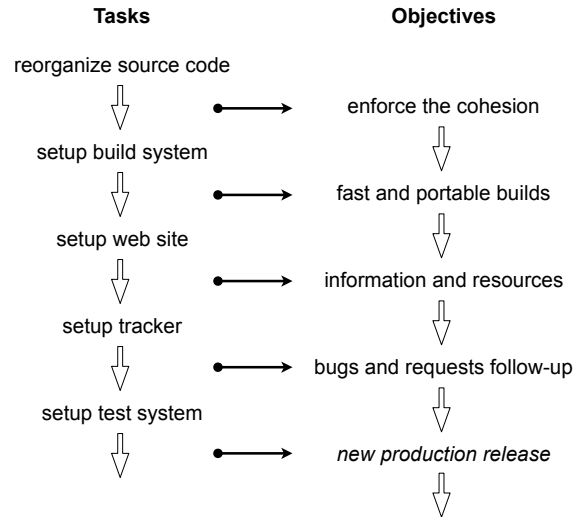 Tasks
Objectives
reorganize source code
enforce the cohesion
setup build system
fast and portable builds
setup web site
information and resources
setup tracker
bugs and requests follow-up
setup test system
new production release